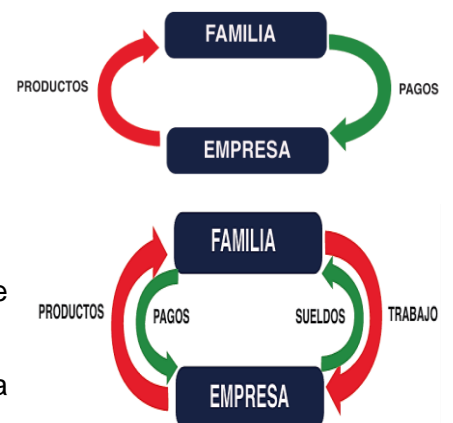 FAMILIA
PRODUCTOS
PAGOS
EMPRESA
FAMILIA
e
PRODUCTOS PAGOS SUELDOS TRABAJO
a
EMPRESA